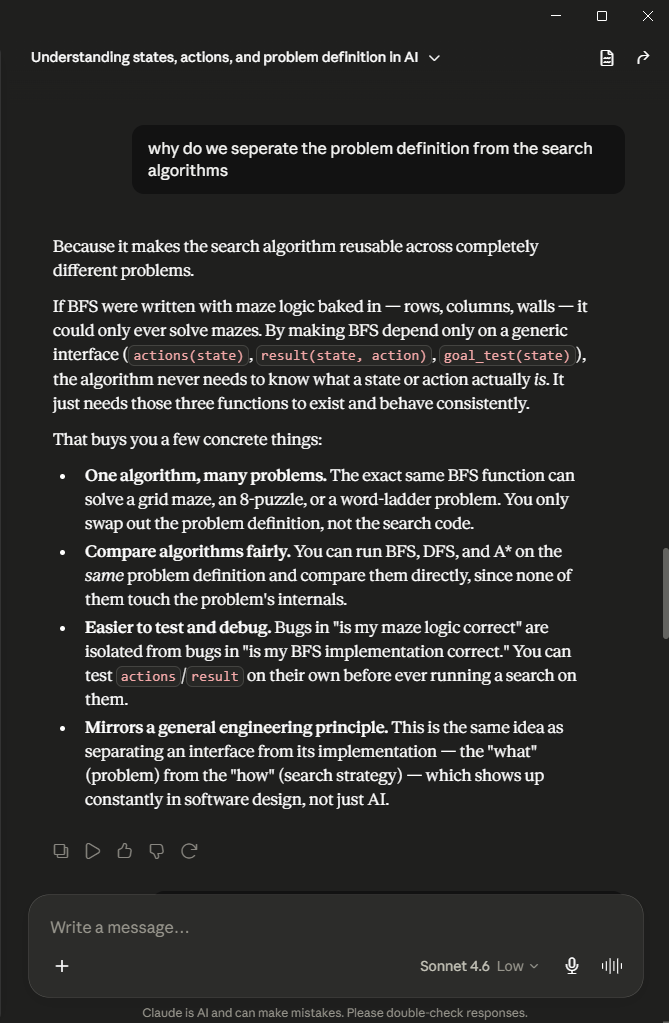 Understanding states, actions, and problem definition in AI
why do we seperate the problem definition from the search
algorithms
Because it makes the search algorithm reusable across completely
different problems.
If BFS were written with maze logic baked in — rows, columns, walls — it
could only ever solve mazes. By making BFS depend only on a generic
interface (actions(state), result(state, action), goal_test(state)),
the algorithm never needs to know what a state or action actually is. It
just needs those three functions to exist and behave consistently.
That buys you a few concrete things:
• One algorithm, many problems. The exact same BFS function can
solve a grid maze, an 8-puzzle, or a word-ladder problem. You only
swap out the problem definition, not the search code.
• Compare algorithms fairly. You can run BFS, DFS, and A* on the
same problem definition and compare them directly, since none of
them touch the problem's internals.
• Easier to test and debug. Bugs in "is my maze logic correct" are
isolated from bugs in "is my BFS implementation correct." You can
test actions/result on their own before ever running a search on
them.
• Mirrors a general engineering principle. This is the same idea as
separating an interface from its implementation — the "what"
(problem) from the "how" (search strategy) — which shows up
constantly in software design, not just AI.
Write a message...
Sonnet 4.6 Low
Claude is AI and can make mistakes. Please double-check responses.